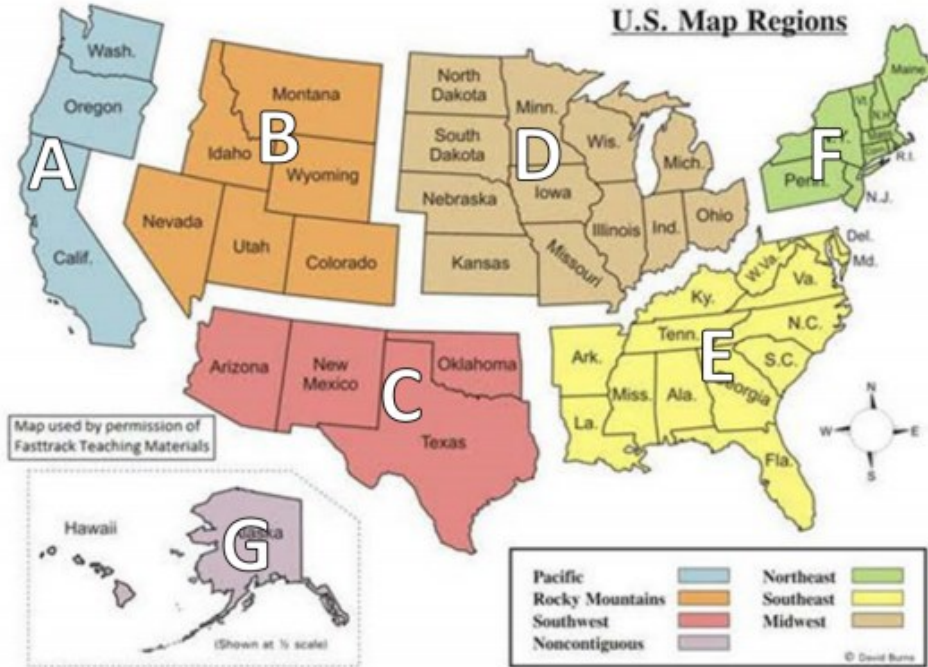 U.S. Map Regions
Wash.
Oregon
A
Calif.
Montana
B
Idaho
Wyoming
Nevada
Utah
Colorado
North
Dakota
Minn.
South
Dakota
D
Wis.
Mich.
Nebraska
Iowa
Illinois
Ind.
Ohio
Kansas
Missouri
Maine
Vt.
N.H.
F
Mass.
R.I.
Penn.
N.J.
Del.
Md.
W.Va.
Va.
Ky.
N.C.
Tenn.
E
S.C.
Ark.
Miss.
Ala.
Georgia
La.
Fla.
Arizona
New
Mexico
C
Oklahoma
Texas
N
W
E
S
Map used by permission of
Fasttrack Teaching Materials
Hawaii
Alaska
G
(Shown at ½ scale)
Pacific
Northeast
Rocky Mountains
Southeast
Southwest
Midwest
Noncontiguous
© David Burns